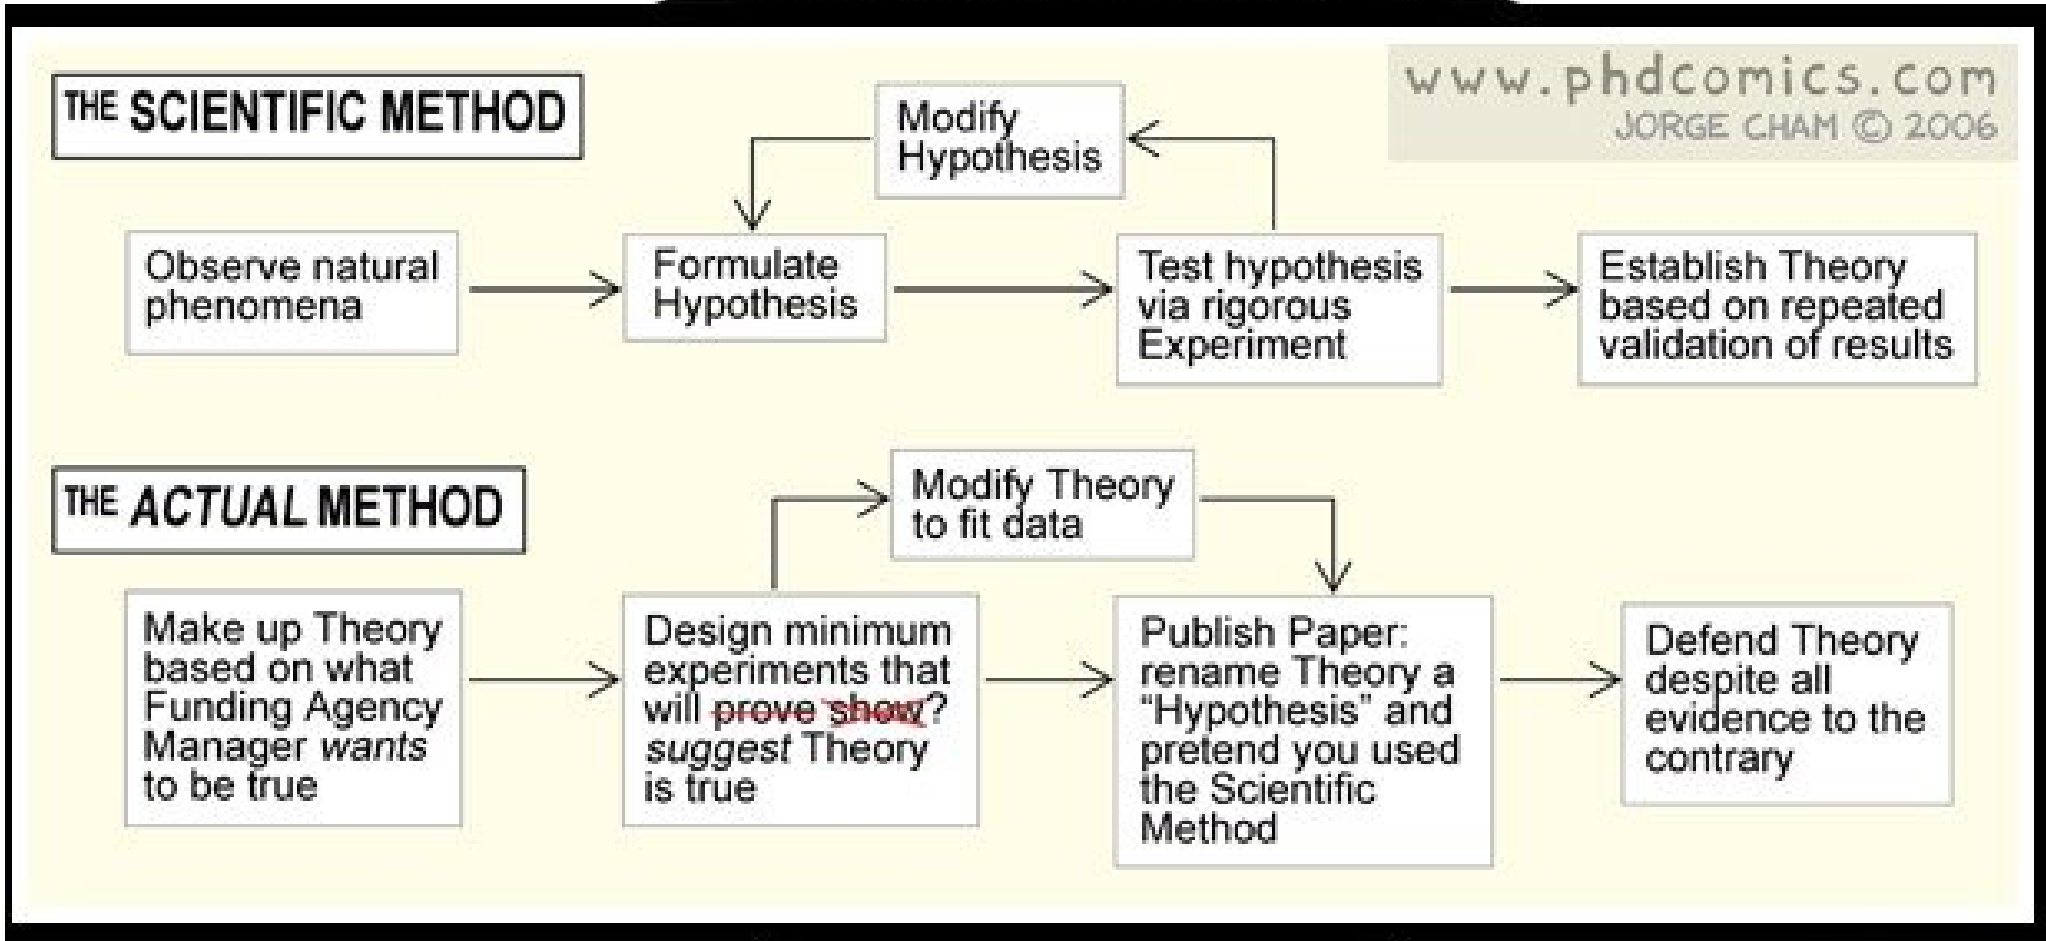 THE SCIENTIFIC METHOD
www.phdcomics.com
JORGE CHAM © 2006
Modify
Hypothesis
Observe natural
phenomena
Formulate
Hypothesis
Test hypothesis
via rigorous
Experiment
Establish Theory
based on repeated
validation of results
THE ACTUAL METHOD
Modify Theory
to fit data
Make up Theory
based on what
Funding Agency
Manager wants
to be true
Design minimum
experiments that
will prove show?
suggest Theory
is true
Publish Paper:
rename Theory a
“Hypothesis” and
pretend you used
the Scientific
Method
Defend Theory
despite all
evidence to the
contrary